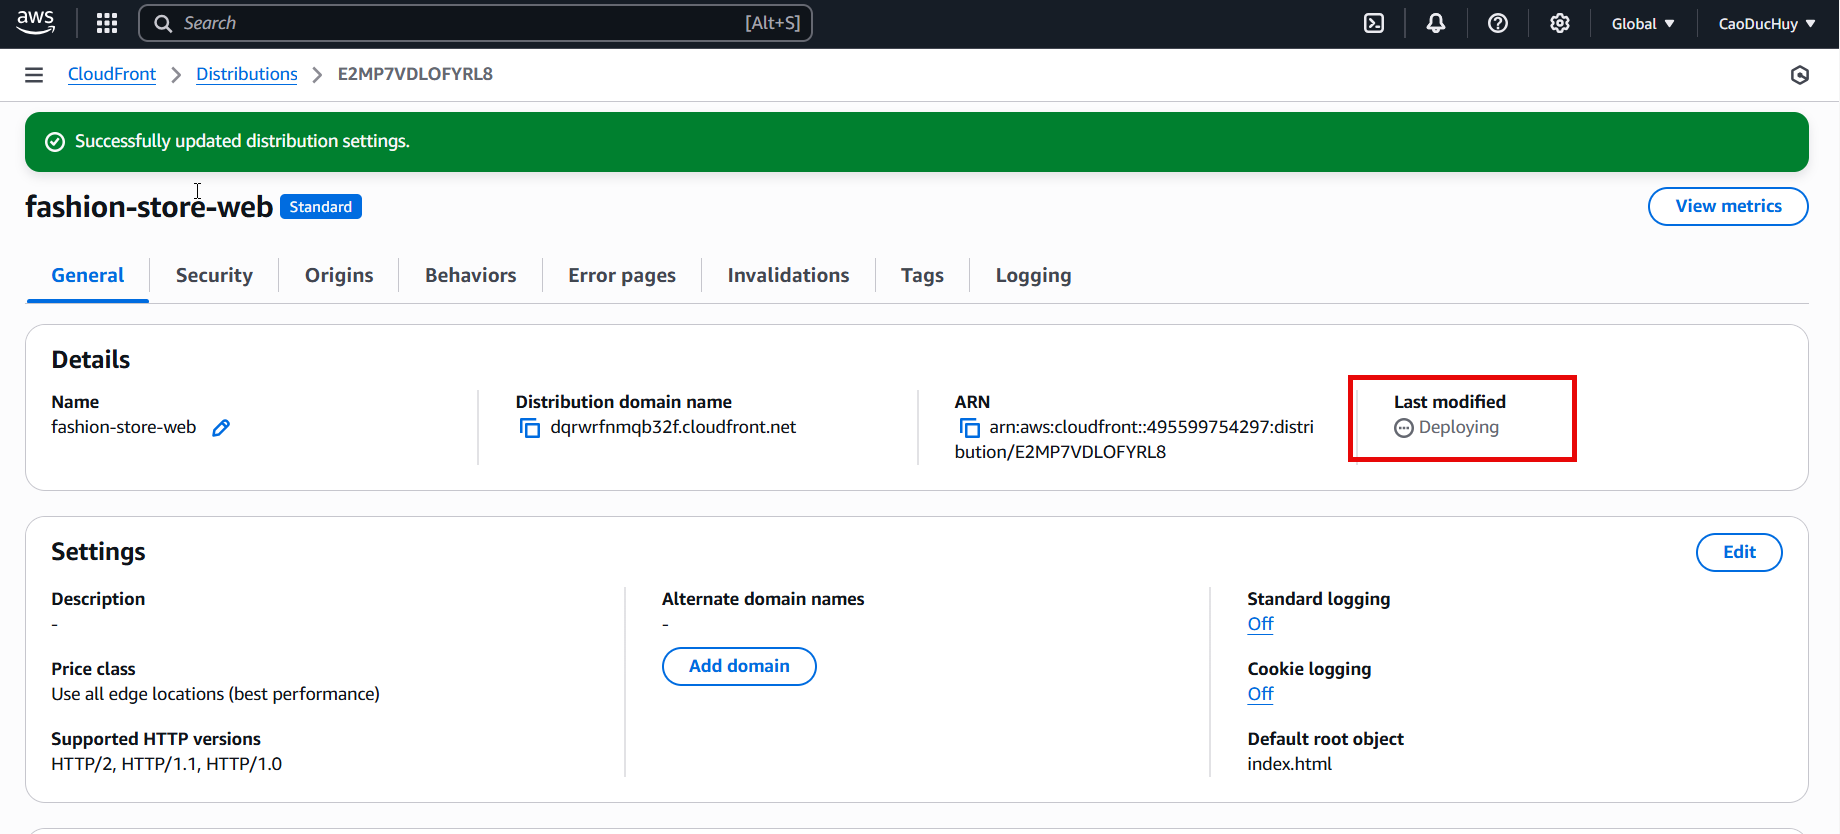 aws
Search
[Alt+S]
Global
CaoDucHuy
CloudFront
Distributions
E2MP7VDLOFYRL8
Successfully updated distribution settings.
fashion-store-web
Standard
View metrics
General
Security
Origins
Behaviors
Error pages
Invalidations
Tags
Logging
Details
Name
fashion-store-web
Distribution domain name
dqrwrfnmqb32f.cloudfront.net
ARN
arn:aws:cloudfront::495599754297:distri
bution/E2MP7VDLOFYRL8
Last modified
Deploying
Settings
Edit
Description
-
Price class
Use all edge locations (best performance)
Supported HTTP versions
HTTP/2, HTTP/1.1, HTTP/1.0
Alternate domain names
-
Add domain
Standard logging
Off
Cookie logging
Off
Default root object
index.html